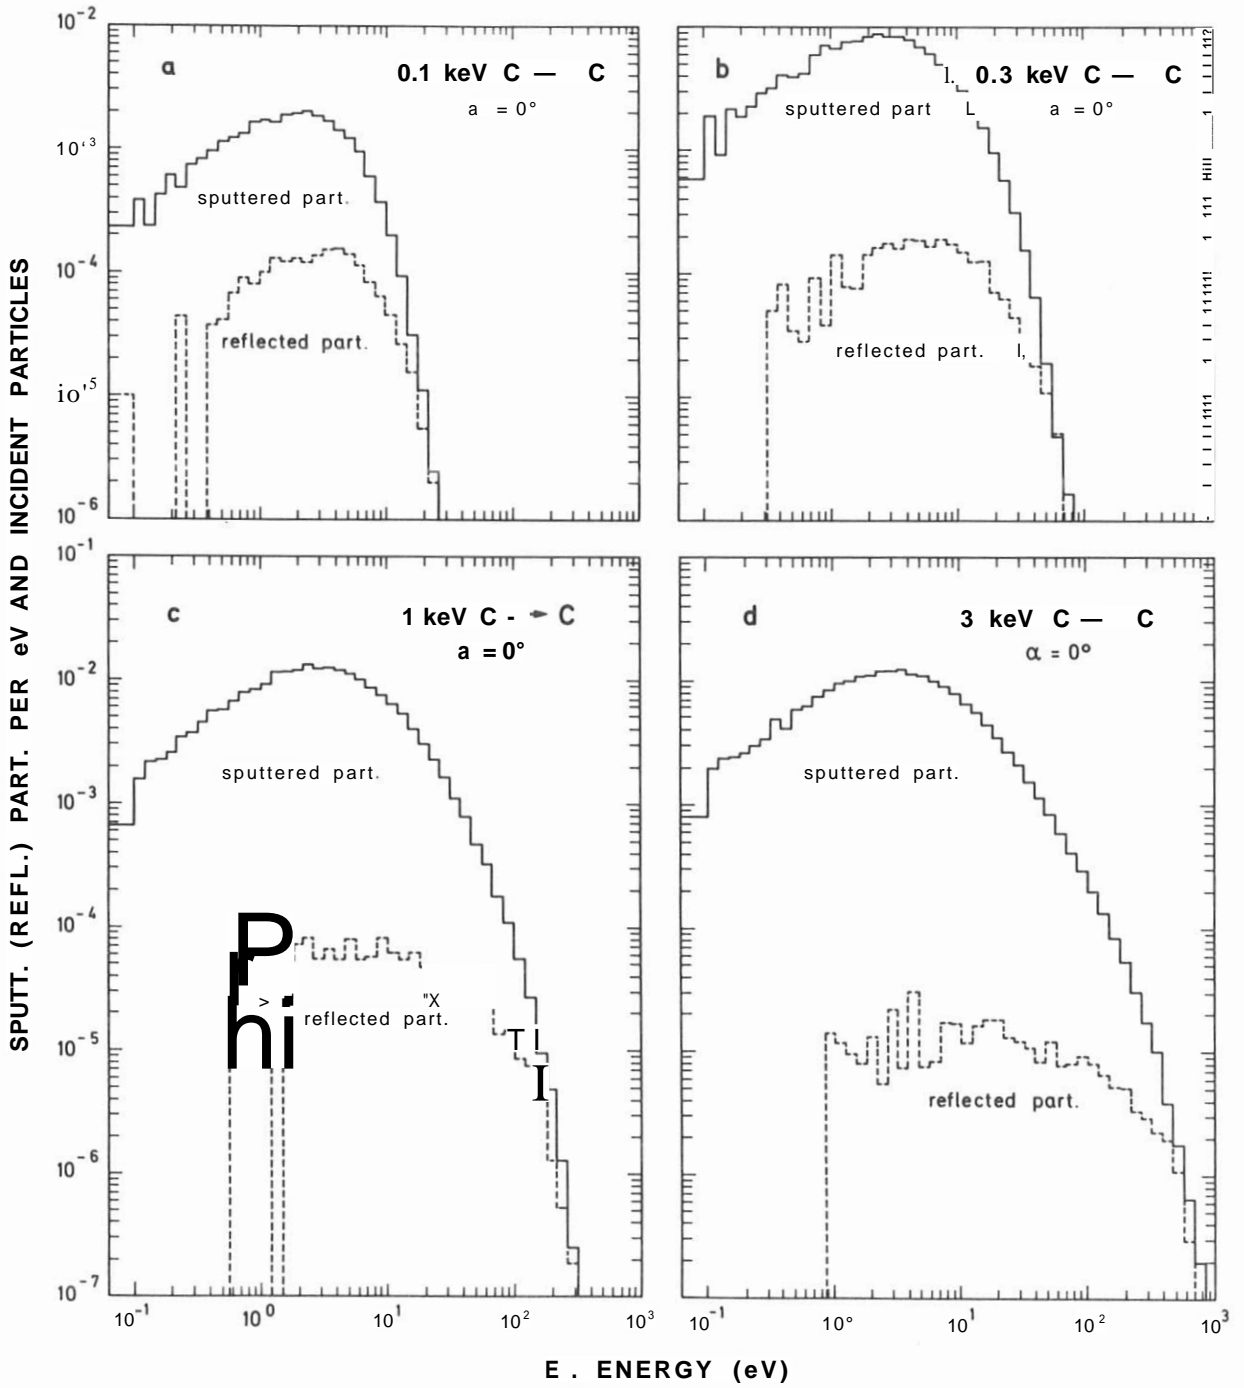 10-2
a
0.1 keV C — C
a = 0°
10-3
sputtered part.
10-4
reflected part.
10-5
10-6
b
0.3 keV C — C
sputtered part L
a = 0°
reflected part.
SPUTT. (REFL.) PART. PER eV AND INCIDENT PARTICLES
10-1
c
1 keV C - → C
a = 0°
10-2
sputtered part.
10-3
10-4
P
hi
>
"X
reflected part.
T I
I
10-5
10-6
10-7
d
3 keV C — C
α = 0°
sputtered part.
reflected part.
10-1 100 101 102 103
10-1 10° 101 102 103
E . ENERGY (eV)